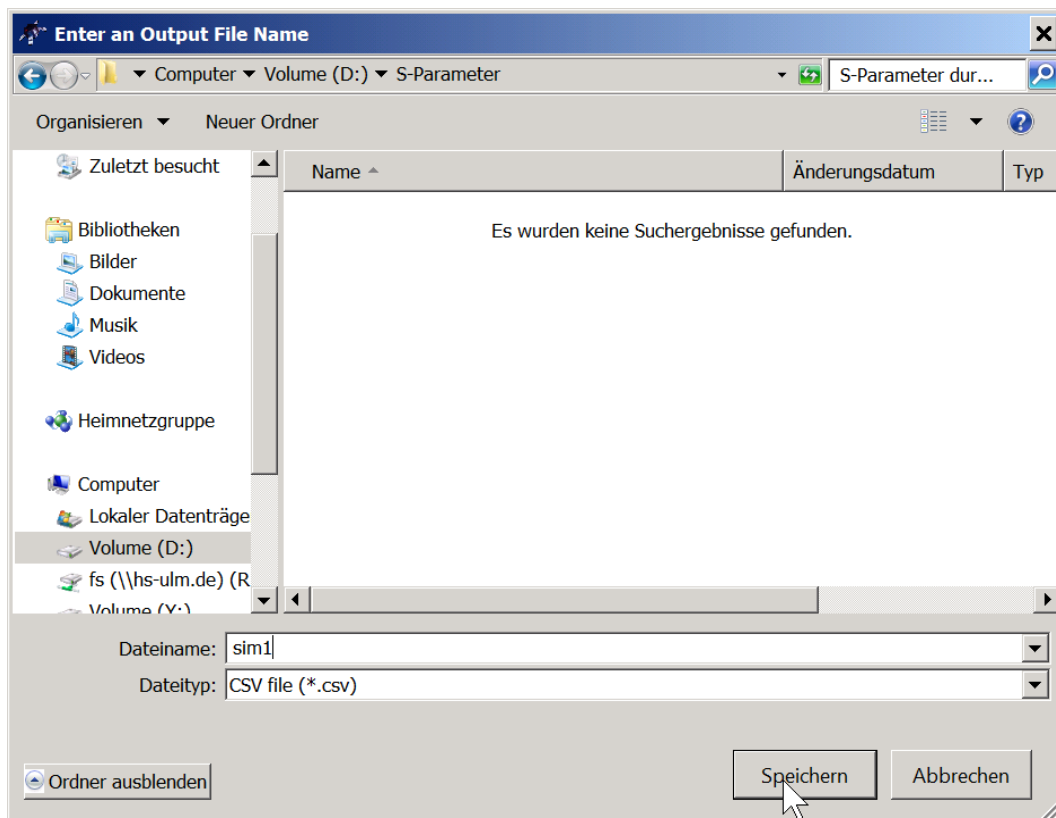 Enter an Output File Name
Computer Volume (D:) S-Parameter
S-Parameter dur...
Organisieren Neuer Ordner
Zuletzt besucht
Bibliotheken
Bilder
Dokumente
Musik
Videos
Heimnetzgruppe
Computer
Lokaler Datenträge
Volume (D:)
fs (\\hs-ulm.de) (R
Volume (Y:)
Name Änderungsdatum Typ
Es wurden keine Suchergebnisse gefunden.
Dateiname: sim1
Dateityp: CSV file (*.csv)
Ordner ausblenden
Speichern Abbrechen